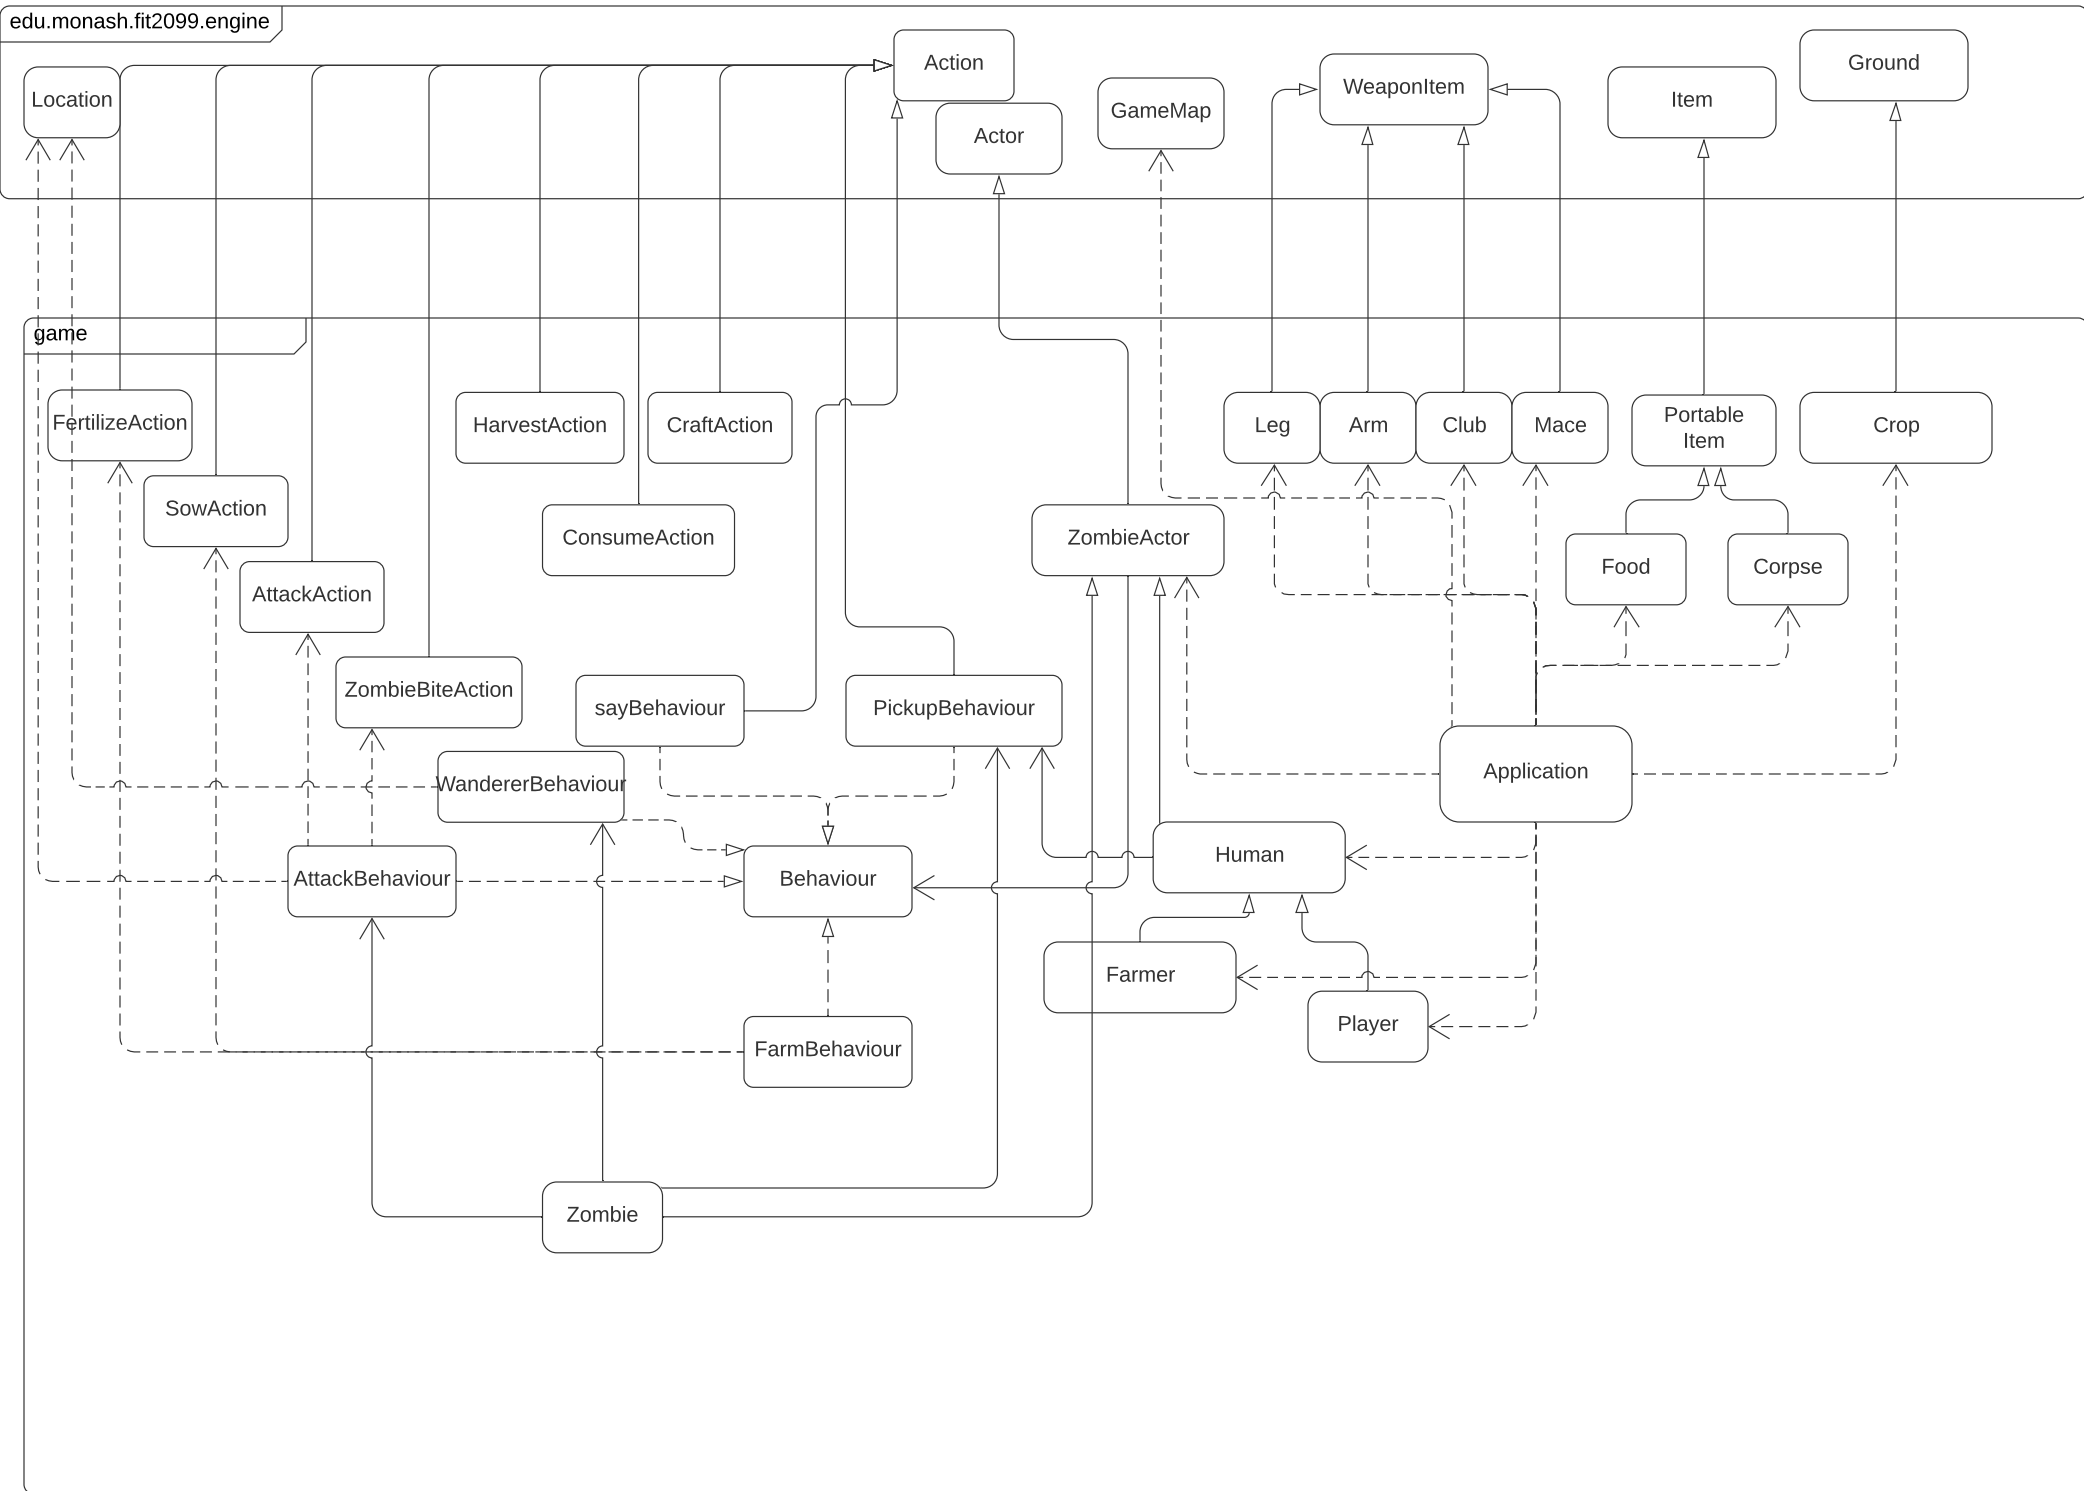 edu.monash.fit2099.engine
Action
Ground
WeaponItem
Location
GameMap
Item
Actor
game
FertilizeAction
HarvestAction
CraftAction
Leg
Arm
Club
Mace
Portable
Item
Crop
SowAction
ConsumeAction
ZombieActor
Food
Corpse
AttackAction
ZombieBiteAction
sayBehaviour
PickupBehaviour
WandererBehaviour
Application
Human
AttackBehaviour
Behaviour
Farmer
Player
FarmBehaviour
Zombie